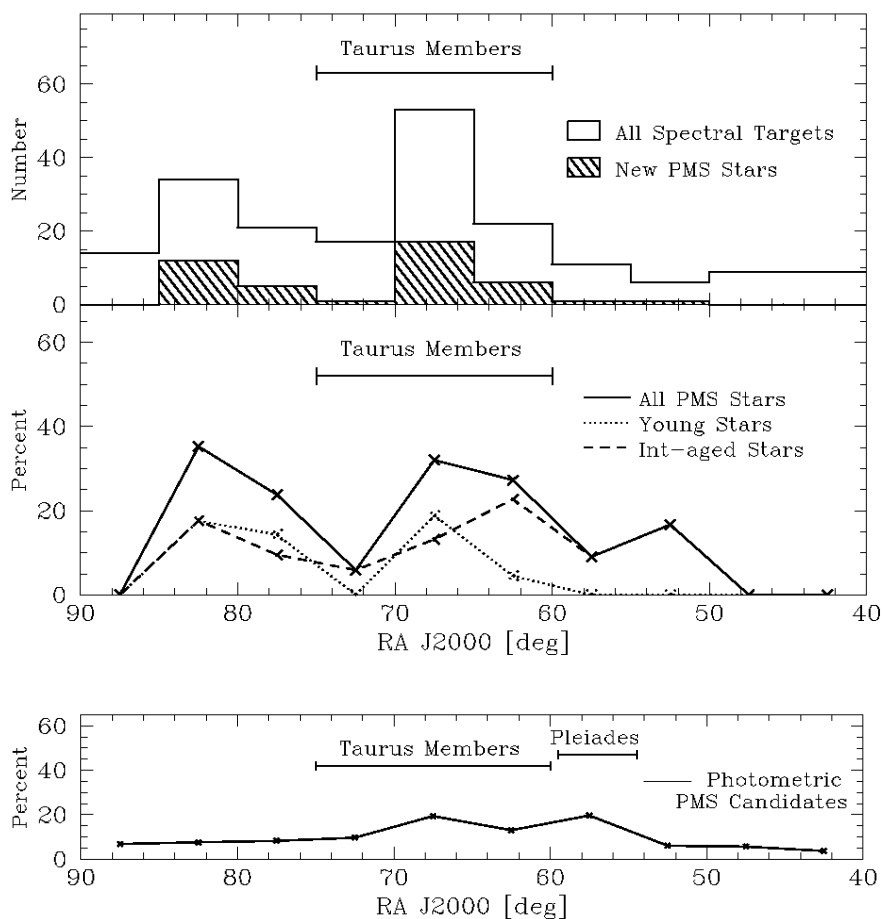 Taurus Members
60
40
20
0
Number
All Spectral Targets
New PMS Stars
Taurus Members
60
40
20
0
Percent
All PMS Stars
Young Stars
Int-aged Stars
90 80 70 60 50 40
RA J2000 [deg]
60
40
20
0
Percent
Taurus Members
Pleiades
Photometric
PMS Candidates
90 80 70 60 50 40
RA J2000 [deg]